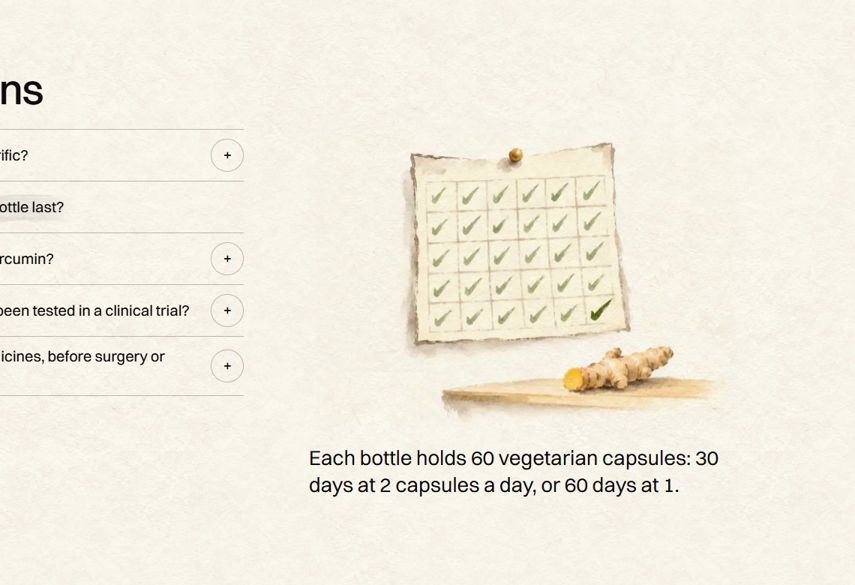 ns
rific?
ottle last?
rcumin?
been tested in a clinical trial?
icines, before surgery or
Each bottle holds 60 vegetarian capsules: 30
days at 2 capsules a day, or 60 days at 1.